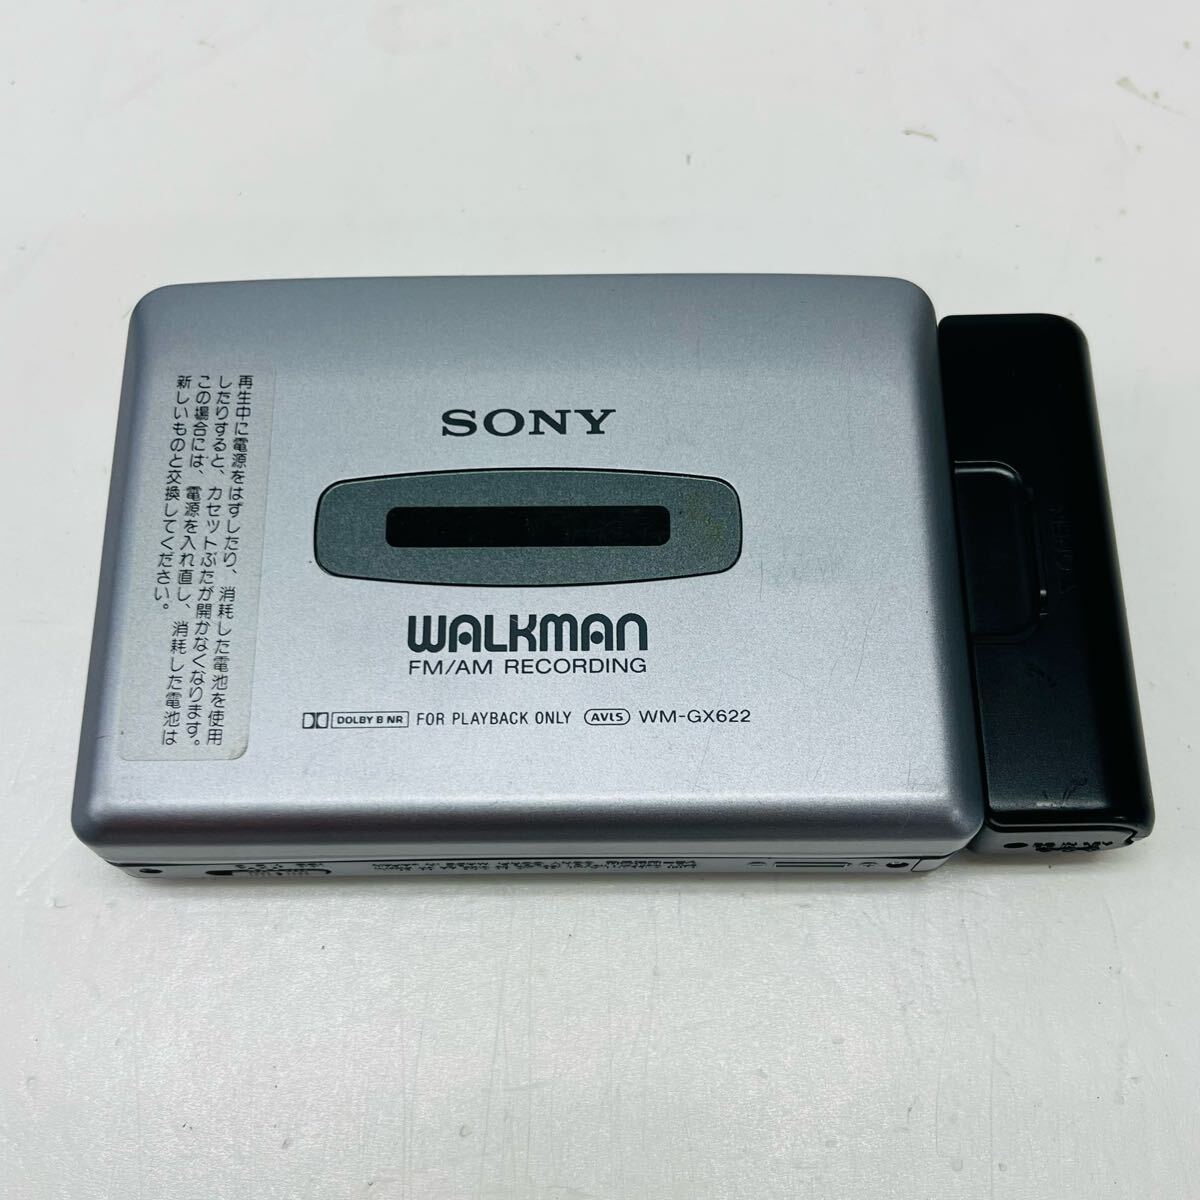 再生中に電源をはずしたり、消耗した電池を使用
したりすると、カセットぶたが開かなくなります。
この場合には、電源を入れ直し、消耗した電池は
新しいものと交換してください。
SONY
WALKMAN
FM/AM RECORDING
DOLBY B NR FOR PLAYBACK ONLY AVLS WM-GX622
OPEN